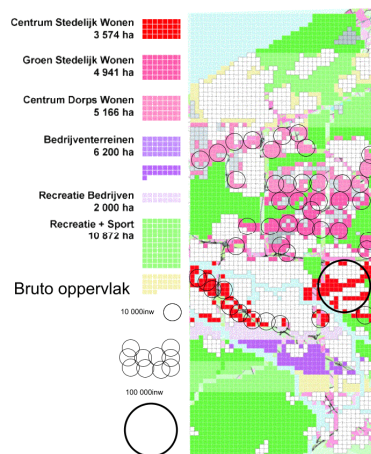 Centrum Stedelijk Wonen
3 574 ha
Groen Stedelijk Wonen
4 941 ha
Centrum Dorps Wonen
5 166 ha
Bedrijventerreinen
6 200 ha
Recreatie Bedrijven
2 000 ha
Recreatie + Sport
10 872 ha
Bruto oppervlak
10 000inw
100 000inw